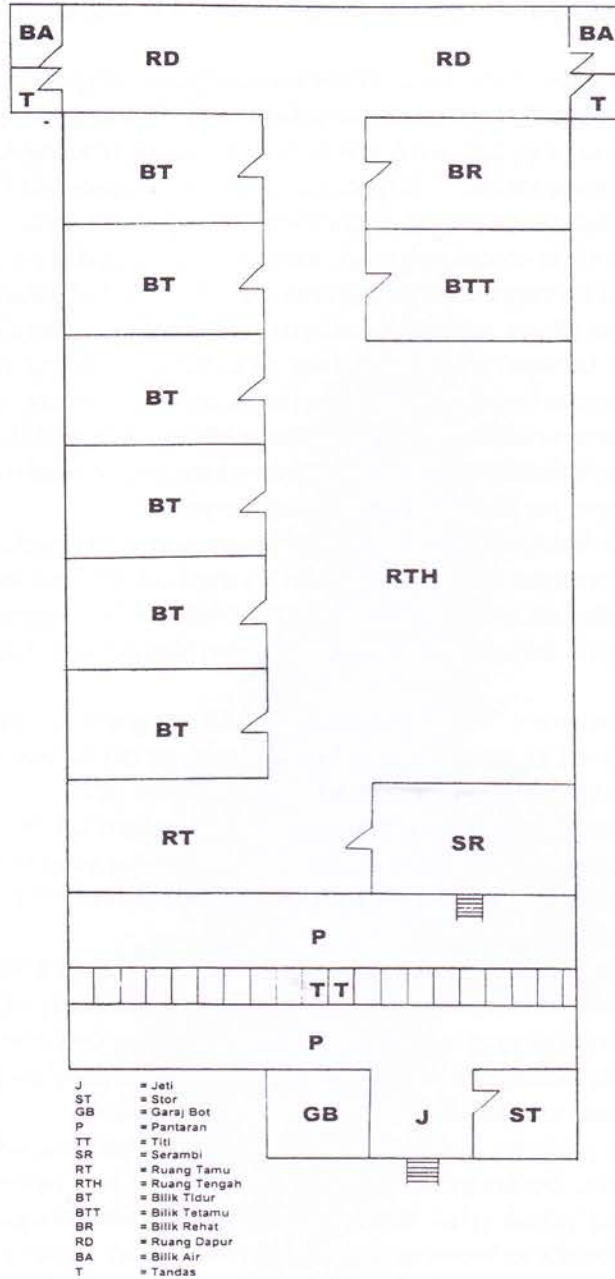 BA
RD
RD
BA
T
T
BT
BR
BT
BTT
BT
BT
RTH
BT
BT
RT
SR
P
T T
P
GB
J
ST
J = Jeti
ST = Stor
GB = Garaj Bot
P = Pantaran
TT = Titi
SR = Serambi
RT = Ruang Tamu
RTH = Ruang Tengah
BT = Bilik Tidur
BTT = Bilik Tetamu
BR = Bilik Rehat
RD = Ruang Dapur
BA = Bilik Air
T = Tandas